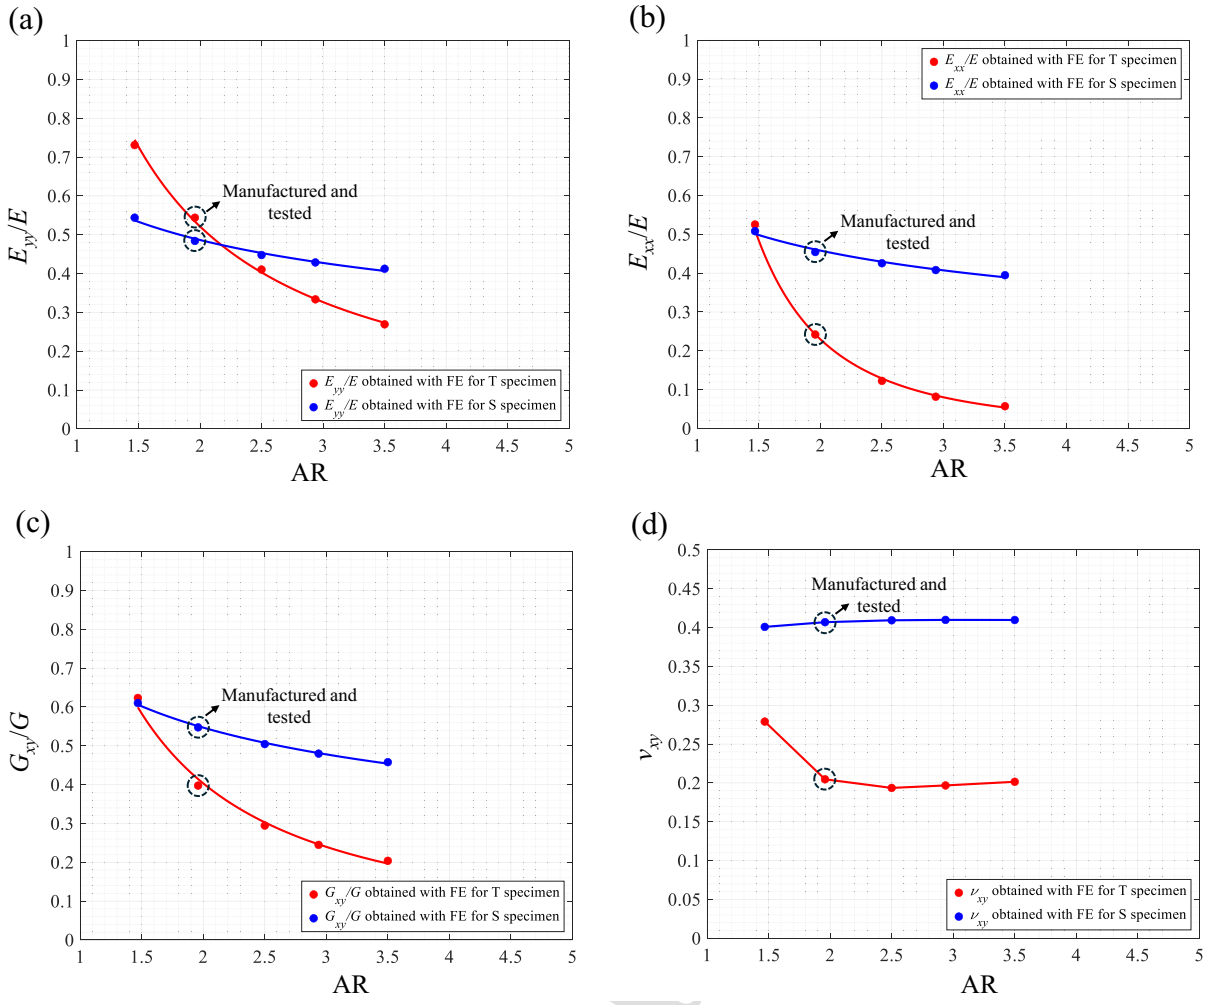 (a)
1
0.9
0.8
0.7
0.6
0.5
0.4
0.3
0.2
0.1
0
E_yy/E
Manufactured and
tested
E_yy/E obtained with FE for T specimen
E_yy/E obtained with FE for S specimen
1 1.5 2 2.5 3 3.5 4 4.5 5
AR
(b)
1
0.9
0.8
0.7
0.6
0.5
0.4
0.3
0.2
0.1
0
E_xx/E
E_xx/E obtained with FE for T specimen
E_xx/E obtained with FE for S specimen
Manufactured and
tested
1 1.5 2 2.5 3 3.5 4 4.5 5
AR
(c)
1
0.9
0.8
0.7
0.6
0.5
0.4
0.3
0.2
0.1
0
G_xy/G
Manufactured and
tested
G_xy/G obtained with FE for T specimen
G_xy/G obtained with FE for S specimen
1 1.5 2 2.5 3 3.5 4 4.5 5
AR
(d)
0.5
0.45
0.4
0.35
0.3
0.25
0.2
0.15
0.1
0.05
0
ν_xy
Manufactured and
tested
ν_xy obtained with FE for T specimen
ν_xy obtained with FE for S specimen
1 1.5 2 2.5 3 3.5 4 4.5 5
AR